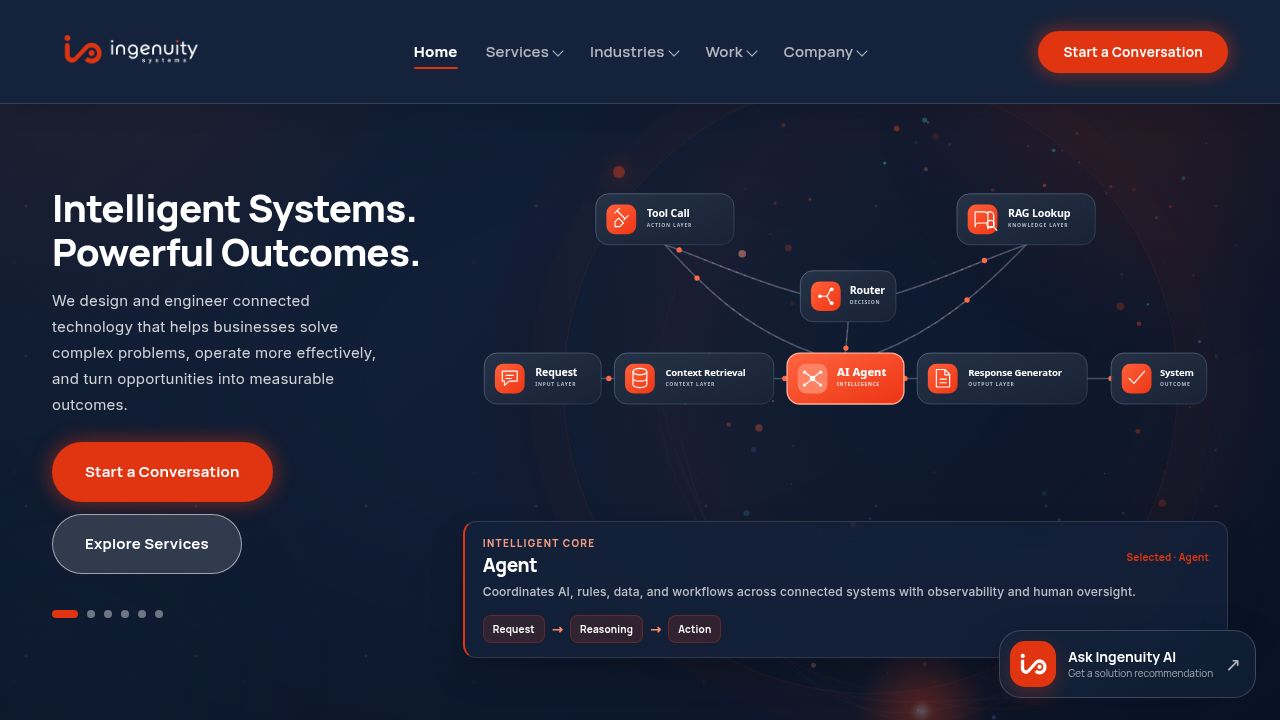 ingenuity
systems
Home
Services
Industries
Work
Company
Start a Conversation
Intelligent Systems.
Powerful Outcomes.
We design and engineer connected
technology that helps businesses solve
complex problems, operate more effectively,
and turn opportunities into measurable
outcomes.
Start a Conversation
Explore Services
Tool Call
ACTION LAYER
RAG Lookup
KNOWLEDGE LAYER
Router
DECISION
Request
INPUT LAYER
Context Retrieval
CONTEXT LAYER
AI Agent
INTELLIGENCE
Response Generator
OUTPUT LAYER
System
OUTCOME
INTELLIGENT CORE
Agent
Selected · Agent
Coordinates AI, rules, data, and workflows across connected systems with observability and human oversight.
Request → Reasoning → Action
Ask Ingenuity AI
Get a solution recommendation ↗